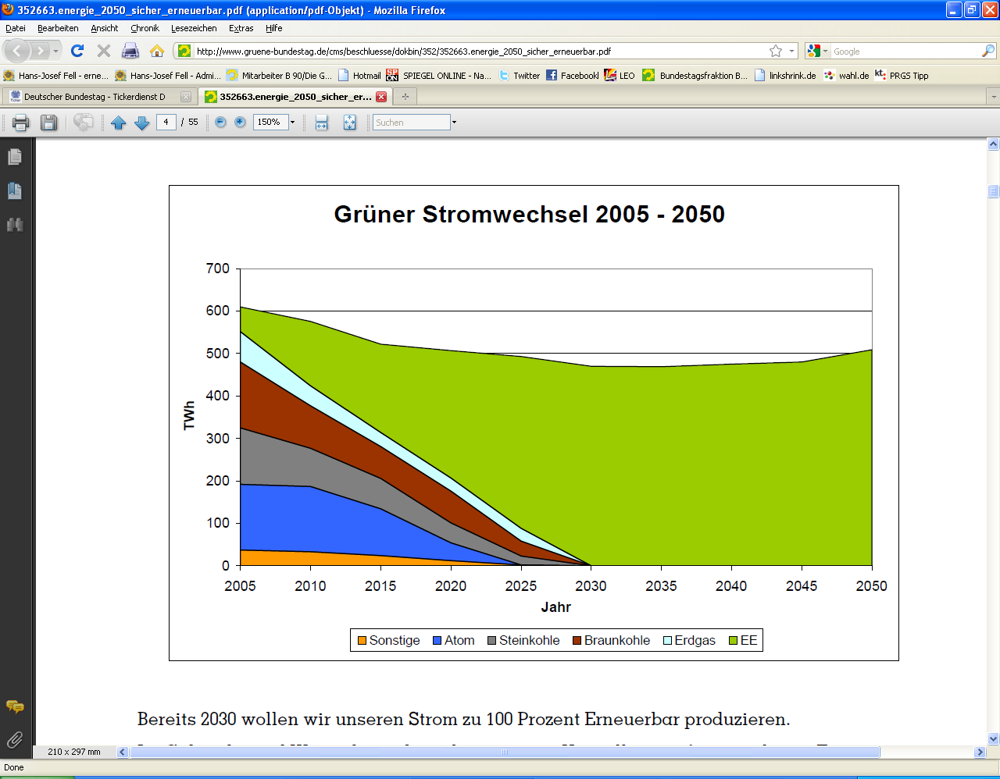 352663.energie_2050_sicher_erneuerbar.pdf (application/pdf-Objekt) - Mozilla Firefox
Datei Bearbeiten Ansicht Chronik Lesezeichen Extras Hilfe
http://www.gruene-bundestag.de/cms/beschluesse/dokbin/352/352663.energie_2050_sicher_erneuerbar.pdf
Google
Hans-Josef Fell - erne... Hans-Josef Fell - Admi... Mitarbeiter B 90/Die G... Hotmail SPIEGEL ONLINE - Na... Twitter Facebookl LEO Bundestagsfraktion B... linkshrink.de wahl.de kt: PRGS Tipp
Deutscher Bundestag - Tickerdienst D 352663.energie_2050_sicher_er...
4 / 55 150% Suchen
Grüner Stromwechsel 2005 - 2050
700
600
500
400
300
200
100
0
TWh
2005 2010 2015 2020 2025 2030 2035 2040 2045 2050
Jahr
Sonstige Atom Steinkohle Braunkohle Erdgas EE
Bereits 2030 wollen wir unseren Strom zu 100 Prozent Erneuerbar produzieren.
210 x 297 mm
Done